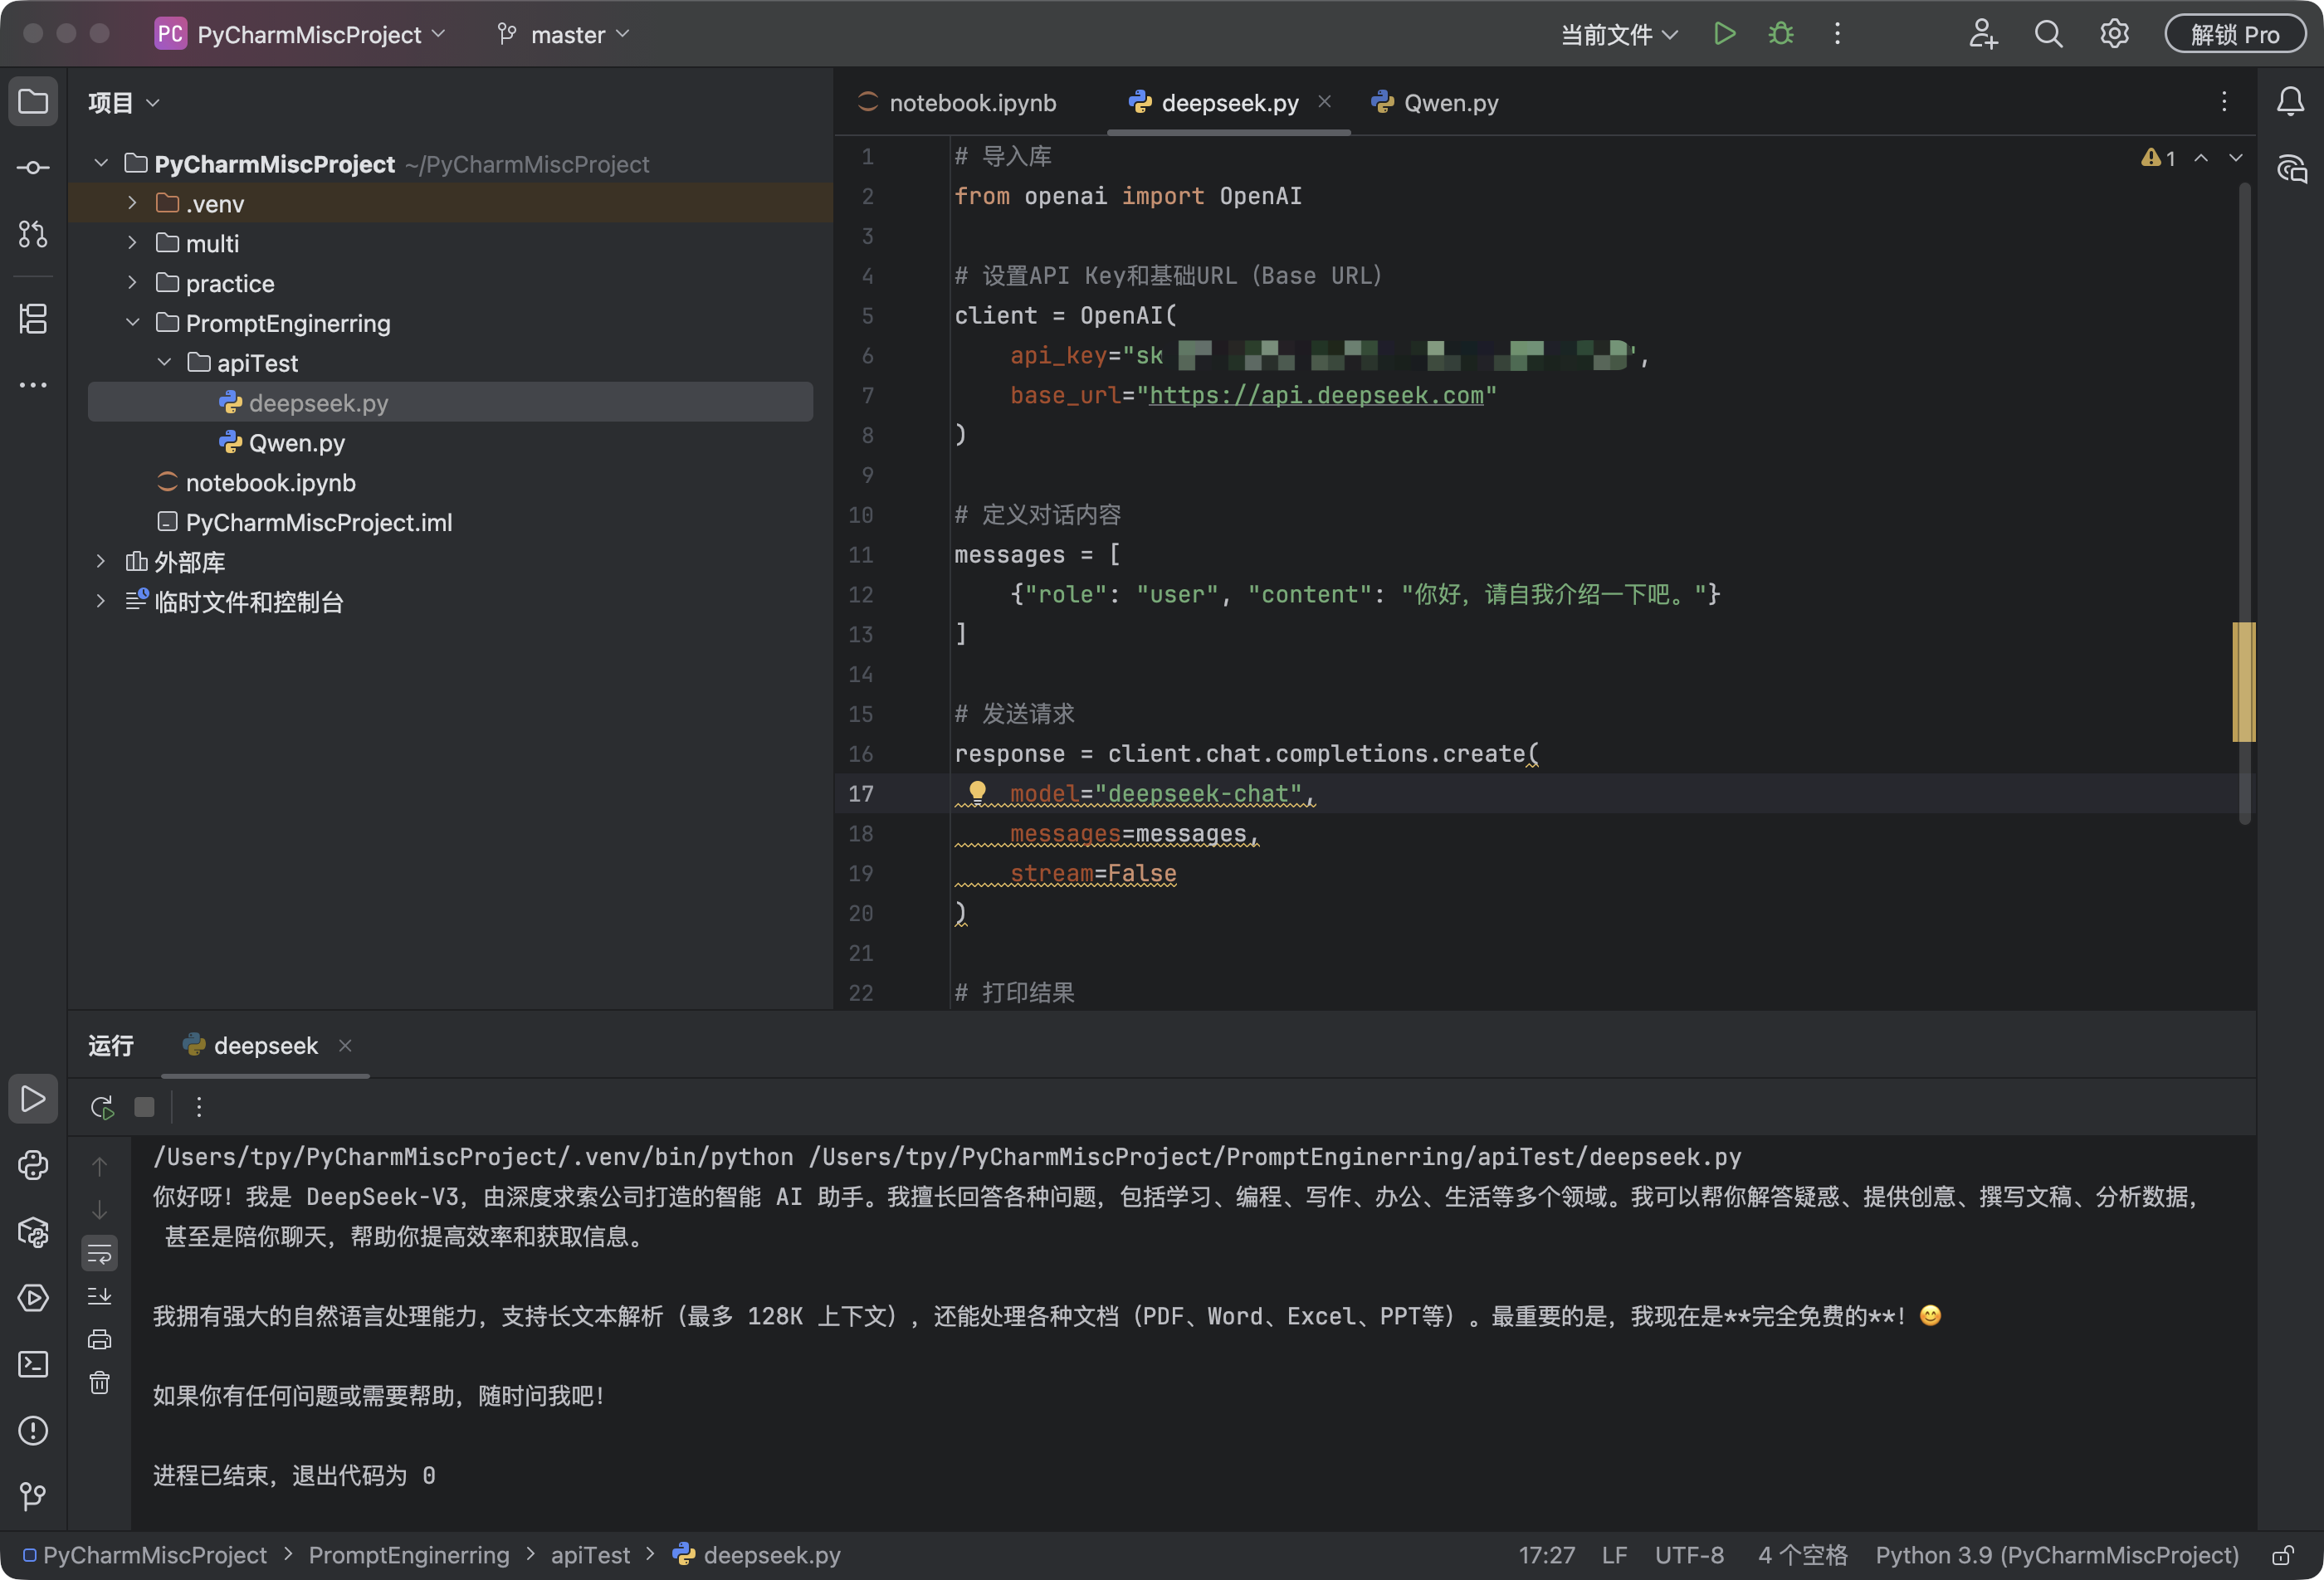 PC PyCharmMiscProject master 当前文件 解锁 Pro
项目
PyCharmMiscProject ~/PyCharmMiscProject
.venv
multi
practice
PromptEnginerring
apiTest
deepseek.py
Qwen.py
notebook.ipynb
PyCharmMiscProject.iml
外部库
临时文件和控制台
notebook.ipynb deepseek.py Qwen.py
1
1 # 导入库
2 from openai import OpenAI
3
4 # 设置API Key和基础URL（Base URL）
5 client = OpenAI(
6 api_key="sk ",
7 base_url="https://api.deepseek.com"
8 )
9
10 # 定义对话内容
11 messages = [
12 {"role": "user", "content": "你好，请自我介绍一下吧。"}
13 ]
14
15 # 发送请求
16 response = client.chat.completions.create(
17 model="deepseek-chat",
18 messages=messages,
19 stream=False
20 )
21
22 # 打印结果
运行 deepseek
/Users/tpy/PyCharmMiscProject/.venv/bin/python /Users/tpy/PyCharmMiscProject/PromptEnginerring/apiTest/deepseek.py
你好呀！我是 DeepSeek-V3，由深度求索公司打造的智能 AI 助手。我擅长回答各种问题，包括学习、编程、写作、办公、生活等多个领域。我可以帮你解答疑惑、提供创意、撰写文稿、分析数据，
甚至是陪你聊天，帮助你提高效率和获取信息。
我拥有强大的自然语言处理能力，支持长文本解析（最多 128K 上下文），还能处理各种文档（PDF、Word、Excel、PPT等）。最重要的是，我现在是**完全免费的**！😊
如果你有任何问题或需要帮助，随时问我吧！
进程已结束，退出代码为 0
PyCharmMiscProject > PromptEnginerring > apiTest > deepseek.py 17:27 LF UTF-8 4 个空格 Python 3.9 (PyCharmMiscProject)